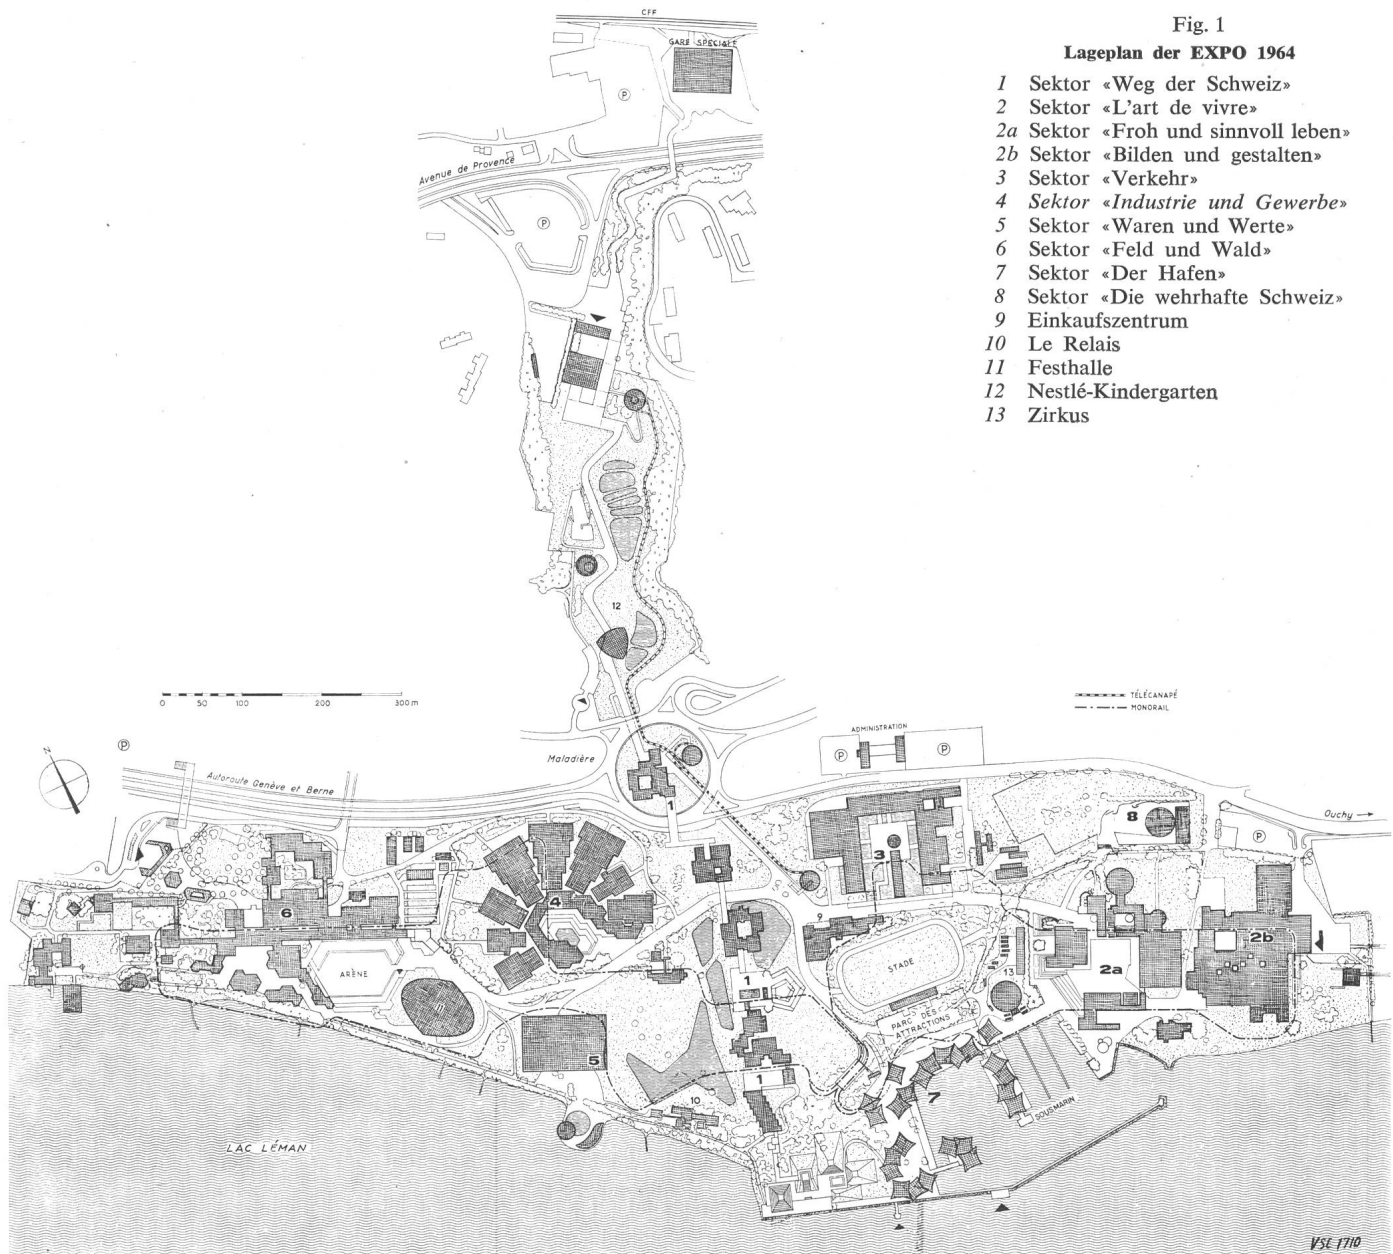 Fig. 1
Lageplan der EXPO 1964
1 Sektor «Weg der Schweiz»
2 Sektor «L'art de vivre»
2a Sektor «Froh und sinnvoll leben»
2b Sektor «Bilden und gestalten»
3 Sektor «Verkehr»
4 Sektor «Industrie und Gewerbe»
5 Sektor «Waren und Werte»
6 Sektor «Feld und Wald»
7 Sektor «Der Hafen»
8 Sektor «Die wehrhafte Schweiz»
9 Einkaufszentrum
10 Le Relais
11 Festhalle
12 Nestlé-Kindergarten
13 Zirkus
CFF
GARE SPÉCIALE
P
Avenue de Provence
P
12
0 50 100 200 300 m
TÉLÉCANAPÉ
MONORAIL
N
P
Maladière
ADMINISTRATION
P
P
Autoroute Genève et Berne
1
Ouchy
8
P
3
4
6
9
2b
ARÈNE
STADE
13
2a
1
11
PARC DES
ATTRACTIONS
5
1
7
10
SOUSMARIN
LAC LÉMAN
VSE 1710